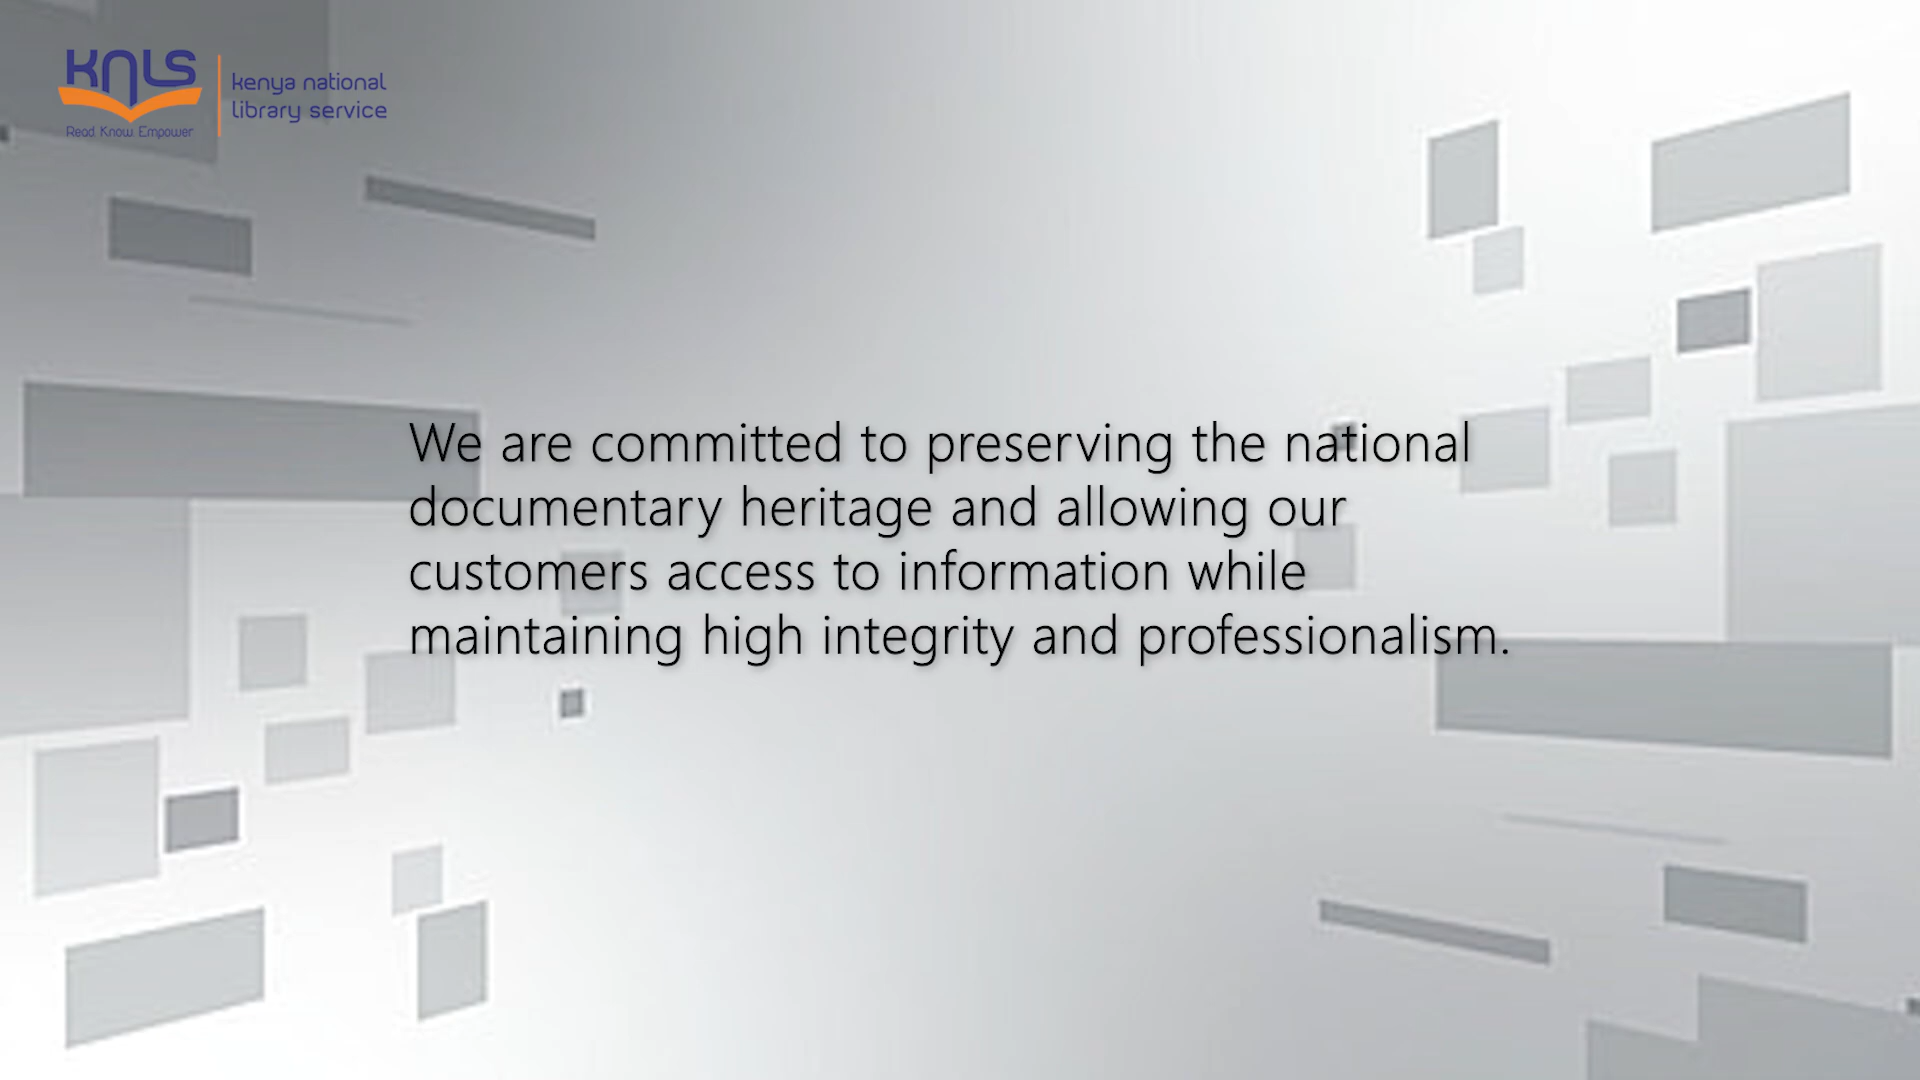 KNLS
Read. Know. Empower
kenya national
library service
We are committed to preserving the national
documentary heritage and allowing our
customers access to information while
maintaining high integrity and professionalism.